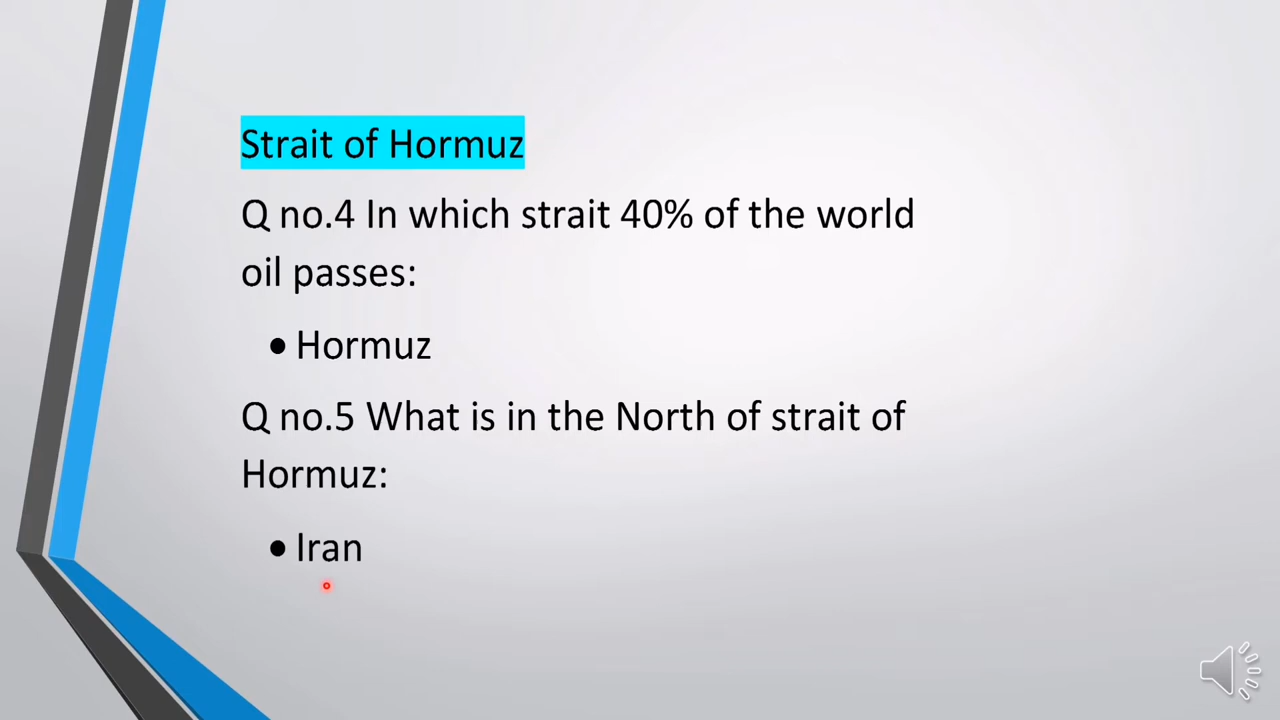 Strait of Hormuz
Q no.4 In which strait 40% of the world
oil passes:
• Hormuz
Q no.5 What is in the North of strait of
Hormuz:
• Iran